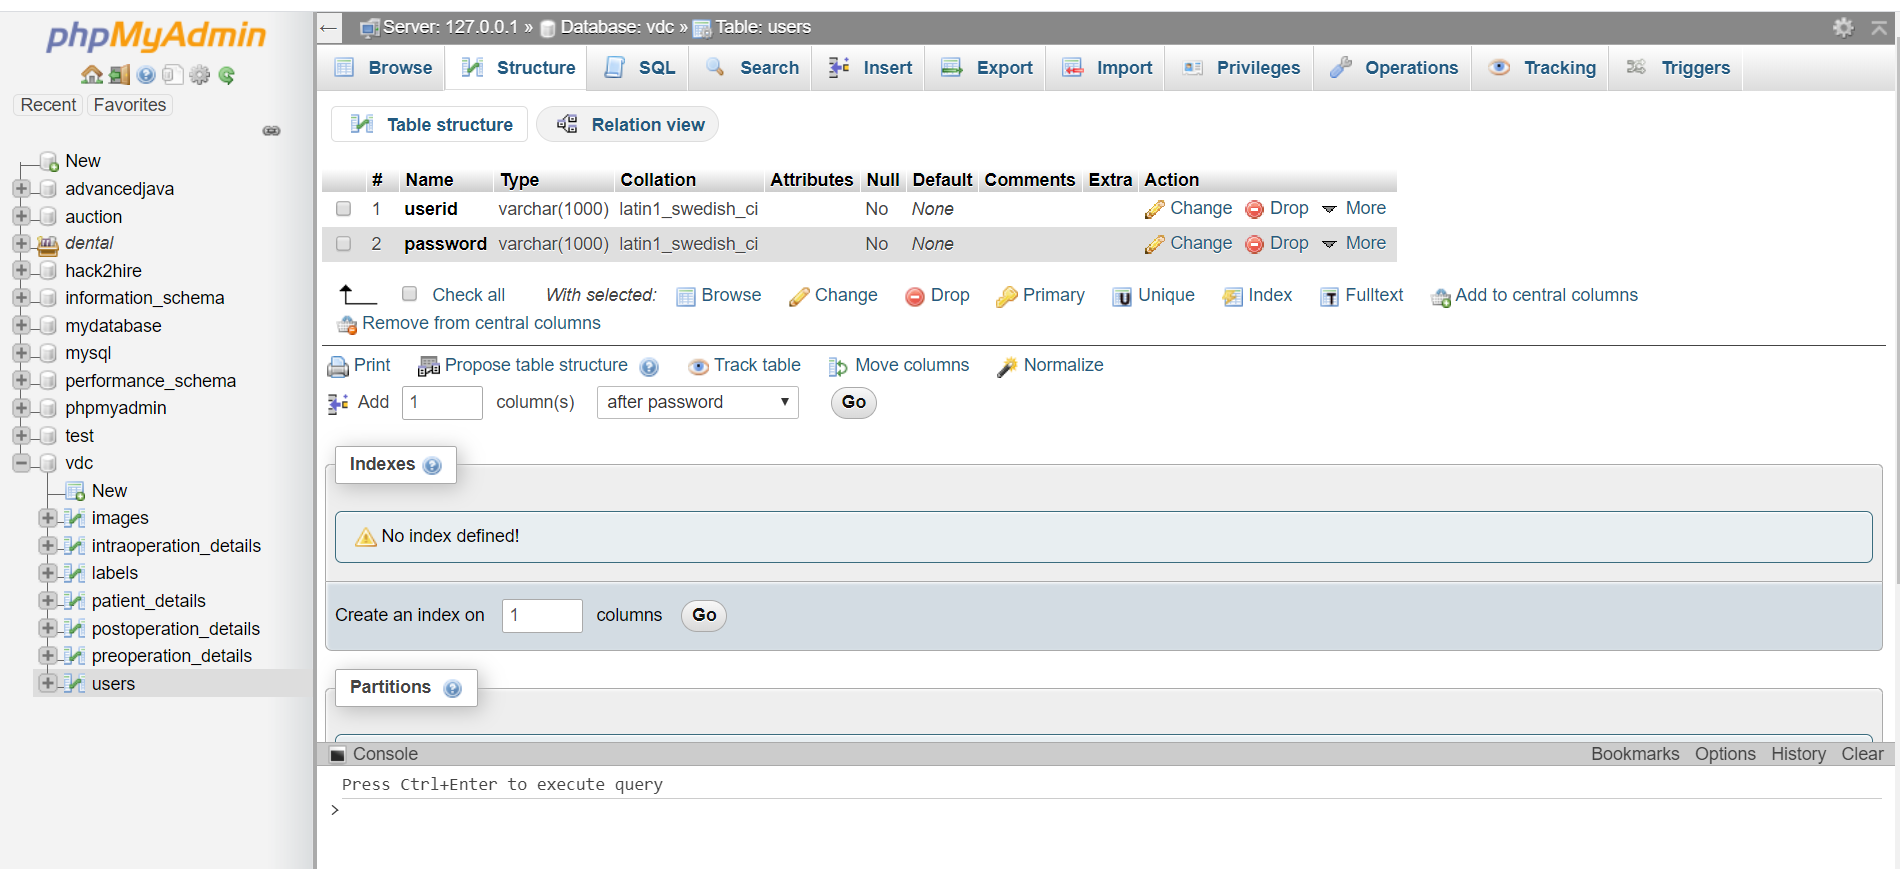 phpMyAdmin
Recent Favorites
New
advancedjava
auction
dental
hack2hire
information_schema
mydatabase
mysql
performance_schema
phpmyadmin
test
vdc
New
images
intraoperation_details
labels
patient_details
postoperation_details
preoperation_details
users
Server: 127.0.0.1 » Database: vdc » Table: users
Browse Structure SQL Search Insert Export Import Privileges Operations Tracking Triggers
Table structure Relation view
# Name Type Collation Attributes Null Default Comments Extra Action
1 userid varchar(1000) latin1_swedish_ci No None Change Drop More
2 password varchar(1000) latin1_swedish_ci No None Change Drop More
Check all With selected: Browse Change Drop Primary Unique Index Fulltext Add to central columns
Remove from central columns
Print Propose table structure Track table Move columns Normalize
Add 1 column(s) after password Go
Indexes
No index defined!
Create an index on 1 columns Go
Partitions
Console Bookmarks Options History Clear
Press Ctrl+Enter to execute query
>